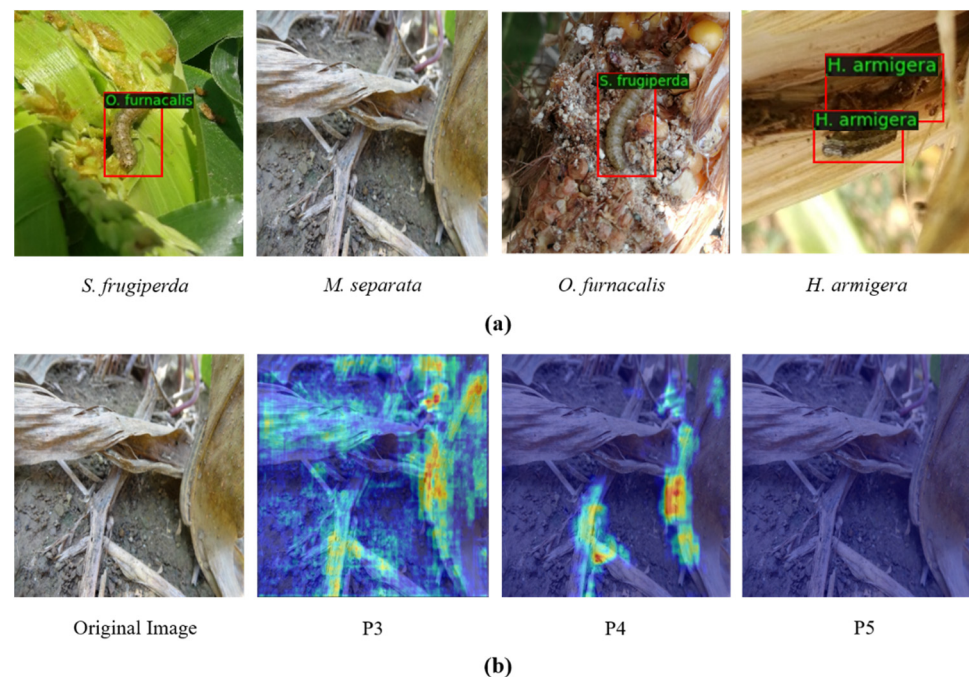 O. furnacalis
S. frugiperda
H. armigera
H. armigera
S. frugiperda
M. separata
O. furnacalis
H. armigera
(a)
Original Image
P3
P4
P5
(b)